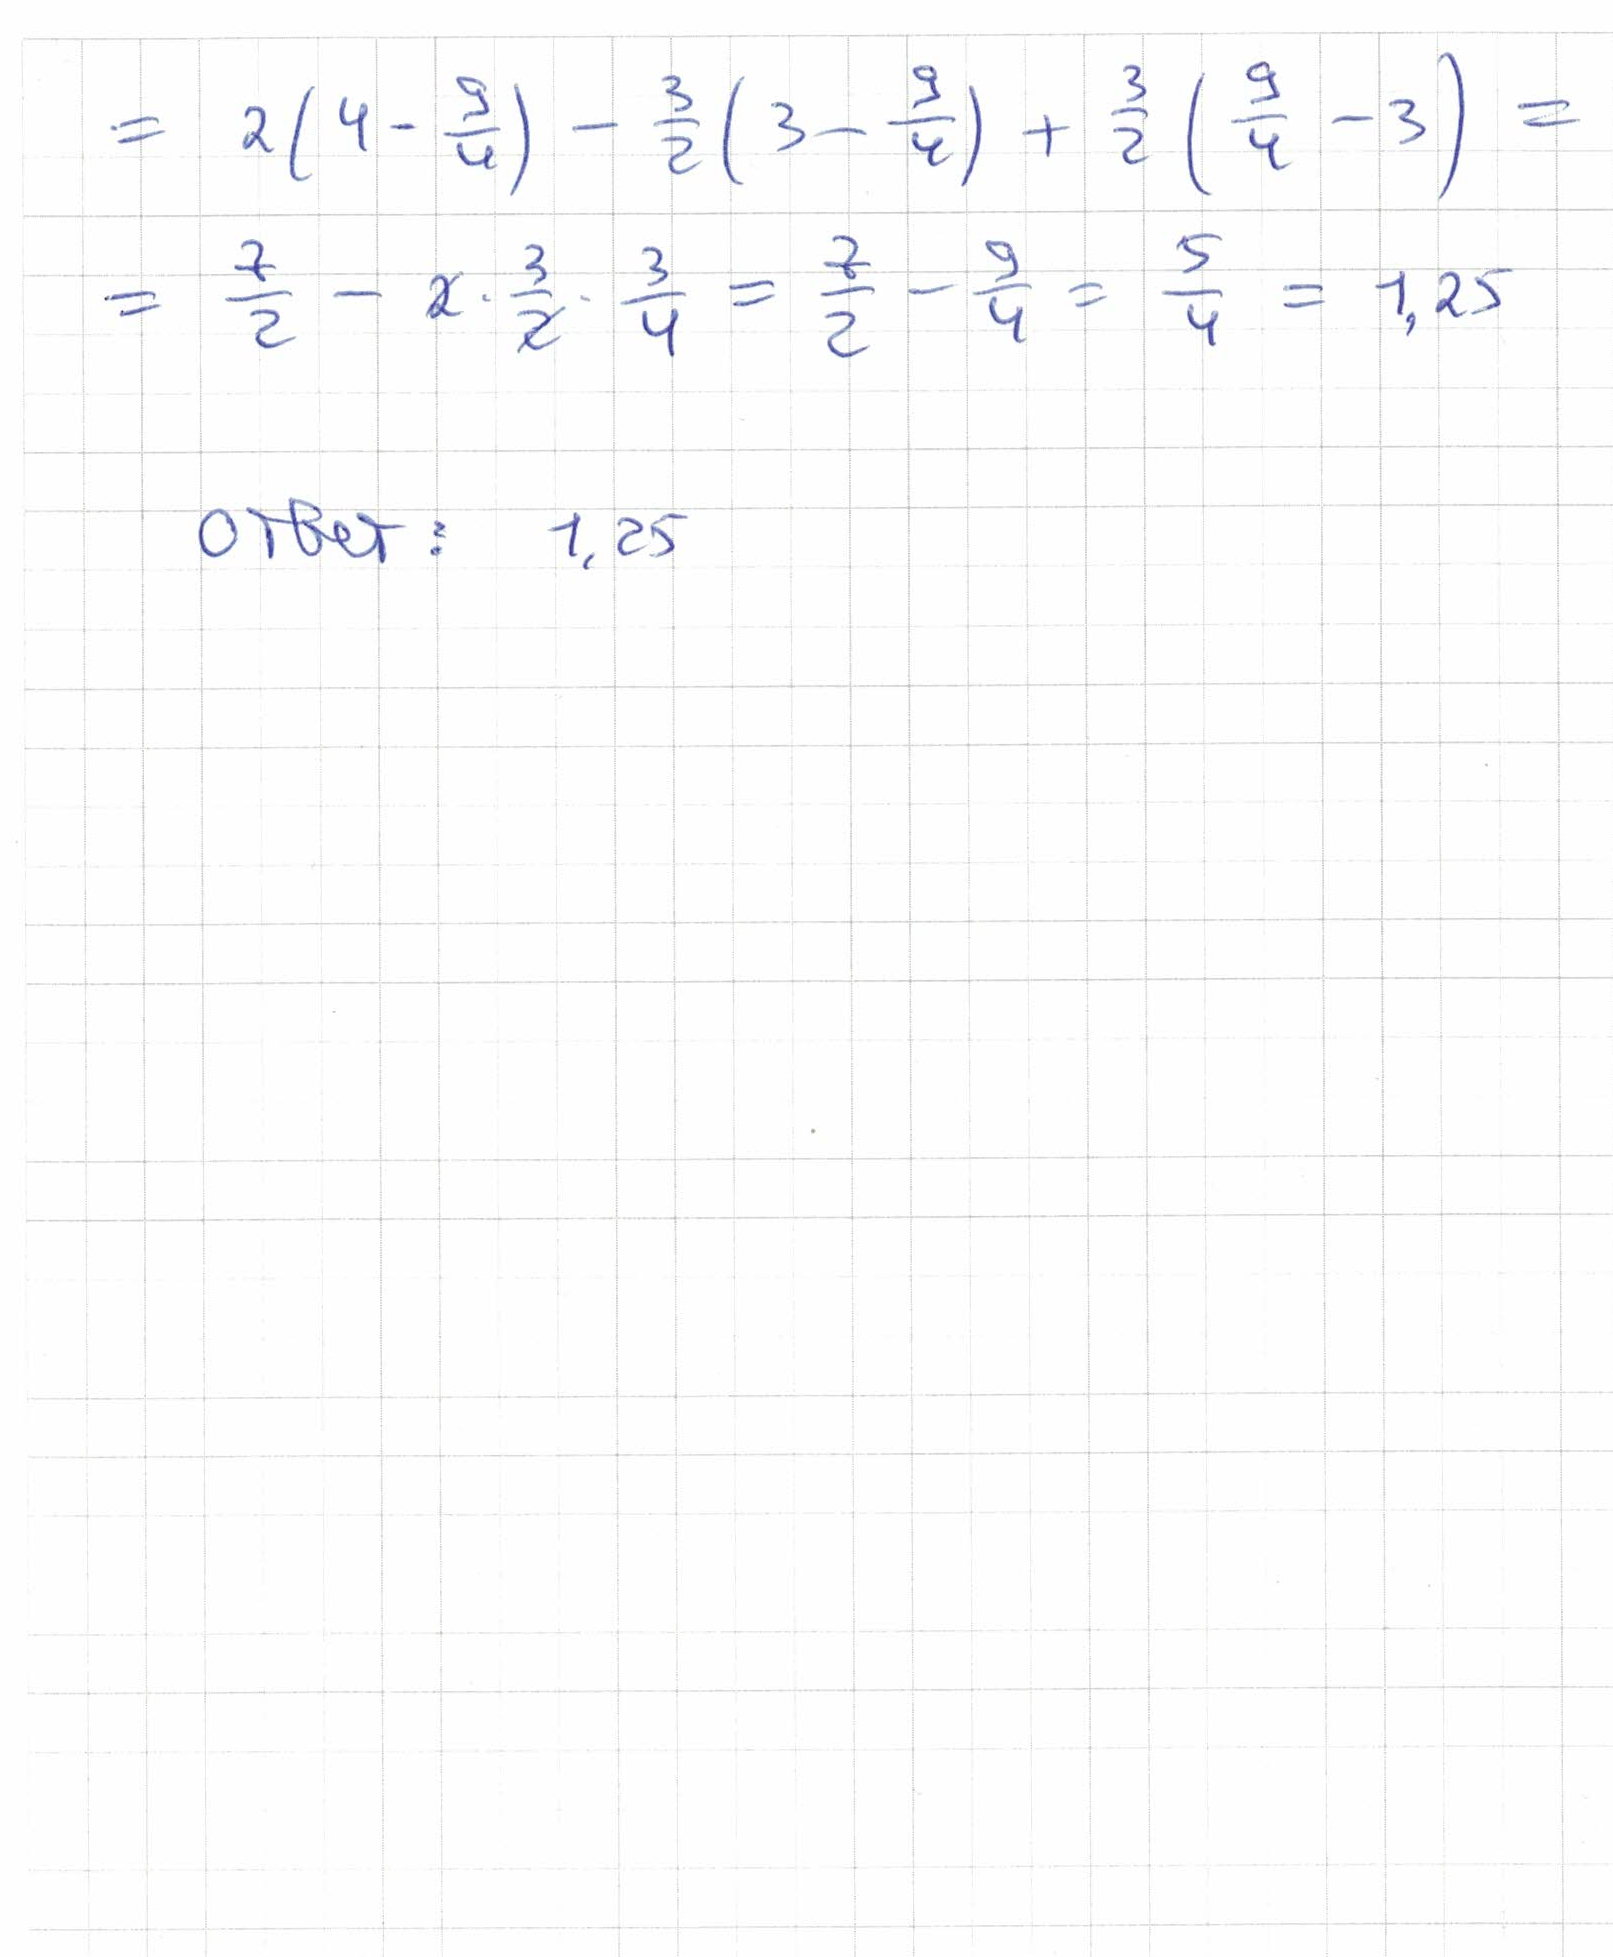 = 2(4 - 9/4) - 3/2(3 - 9/4) + 3/2(9/4 - 3) =
= 7/2 - 2 · 3/2 · 3/4 = 7/2 - 9/4 = 5/4 = 1,25
Ответ: 1,25